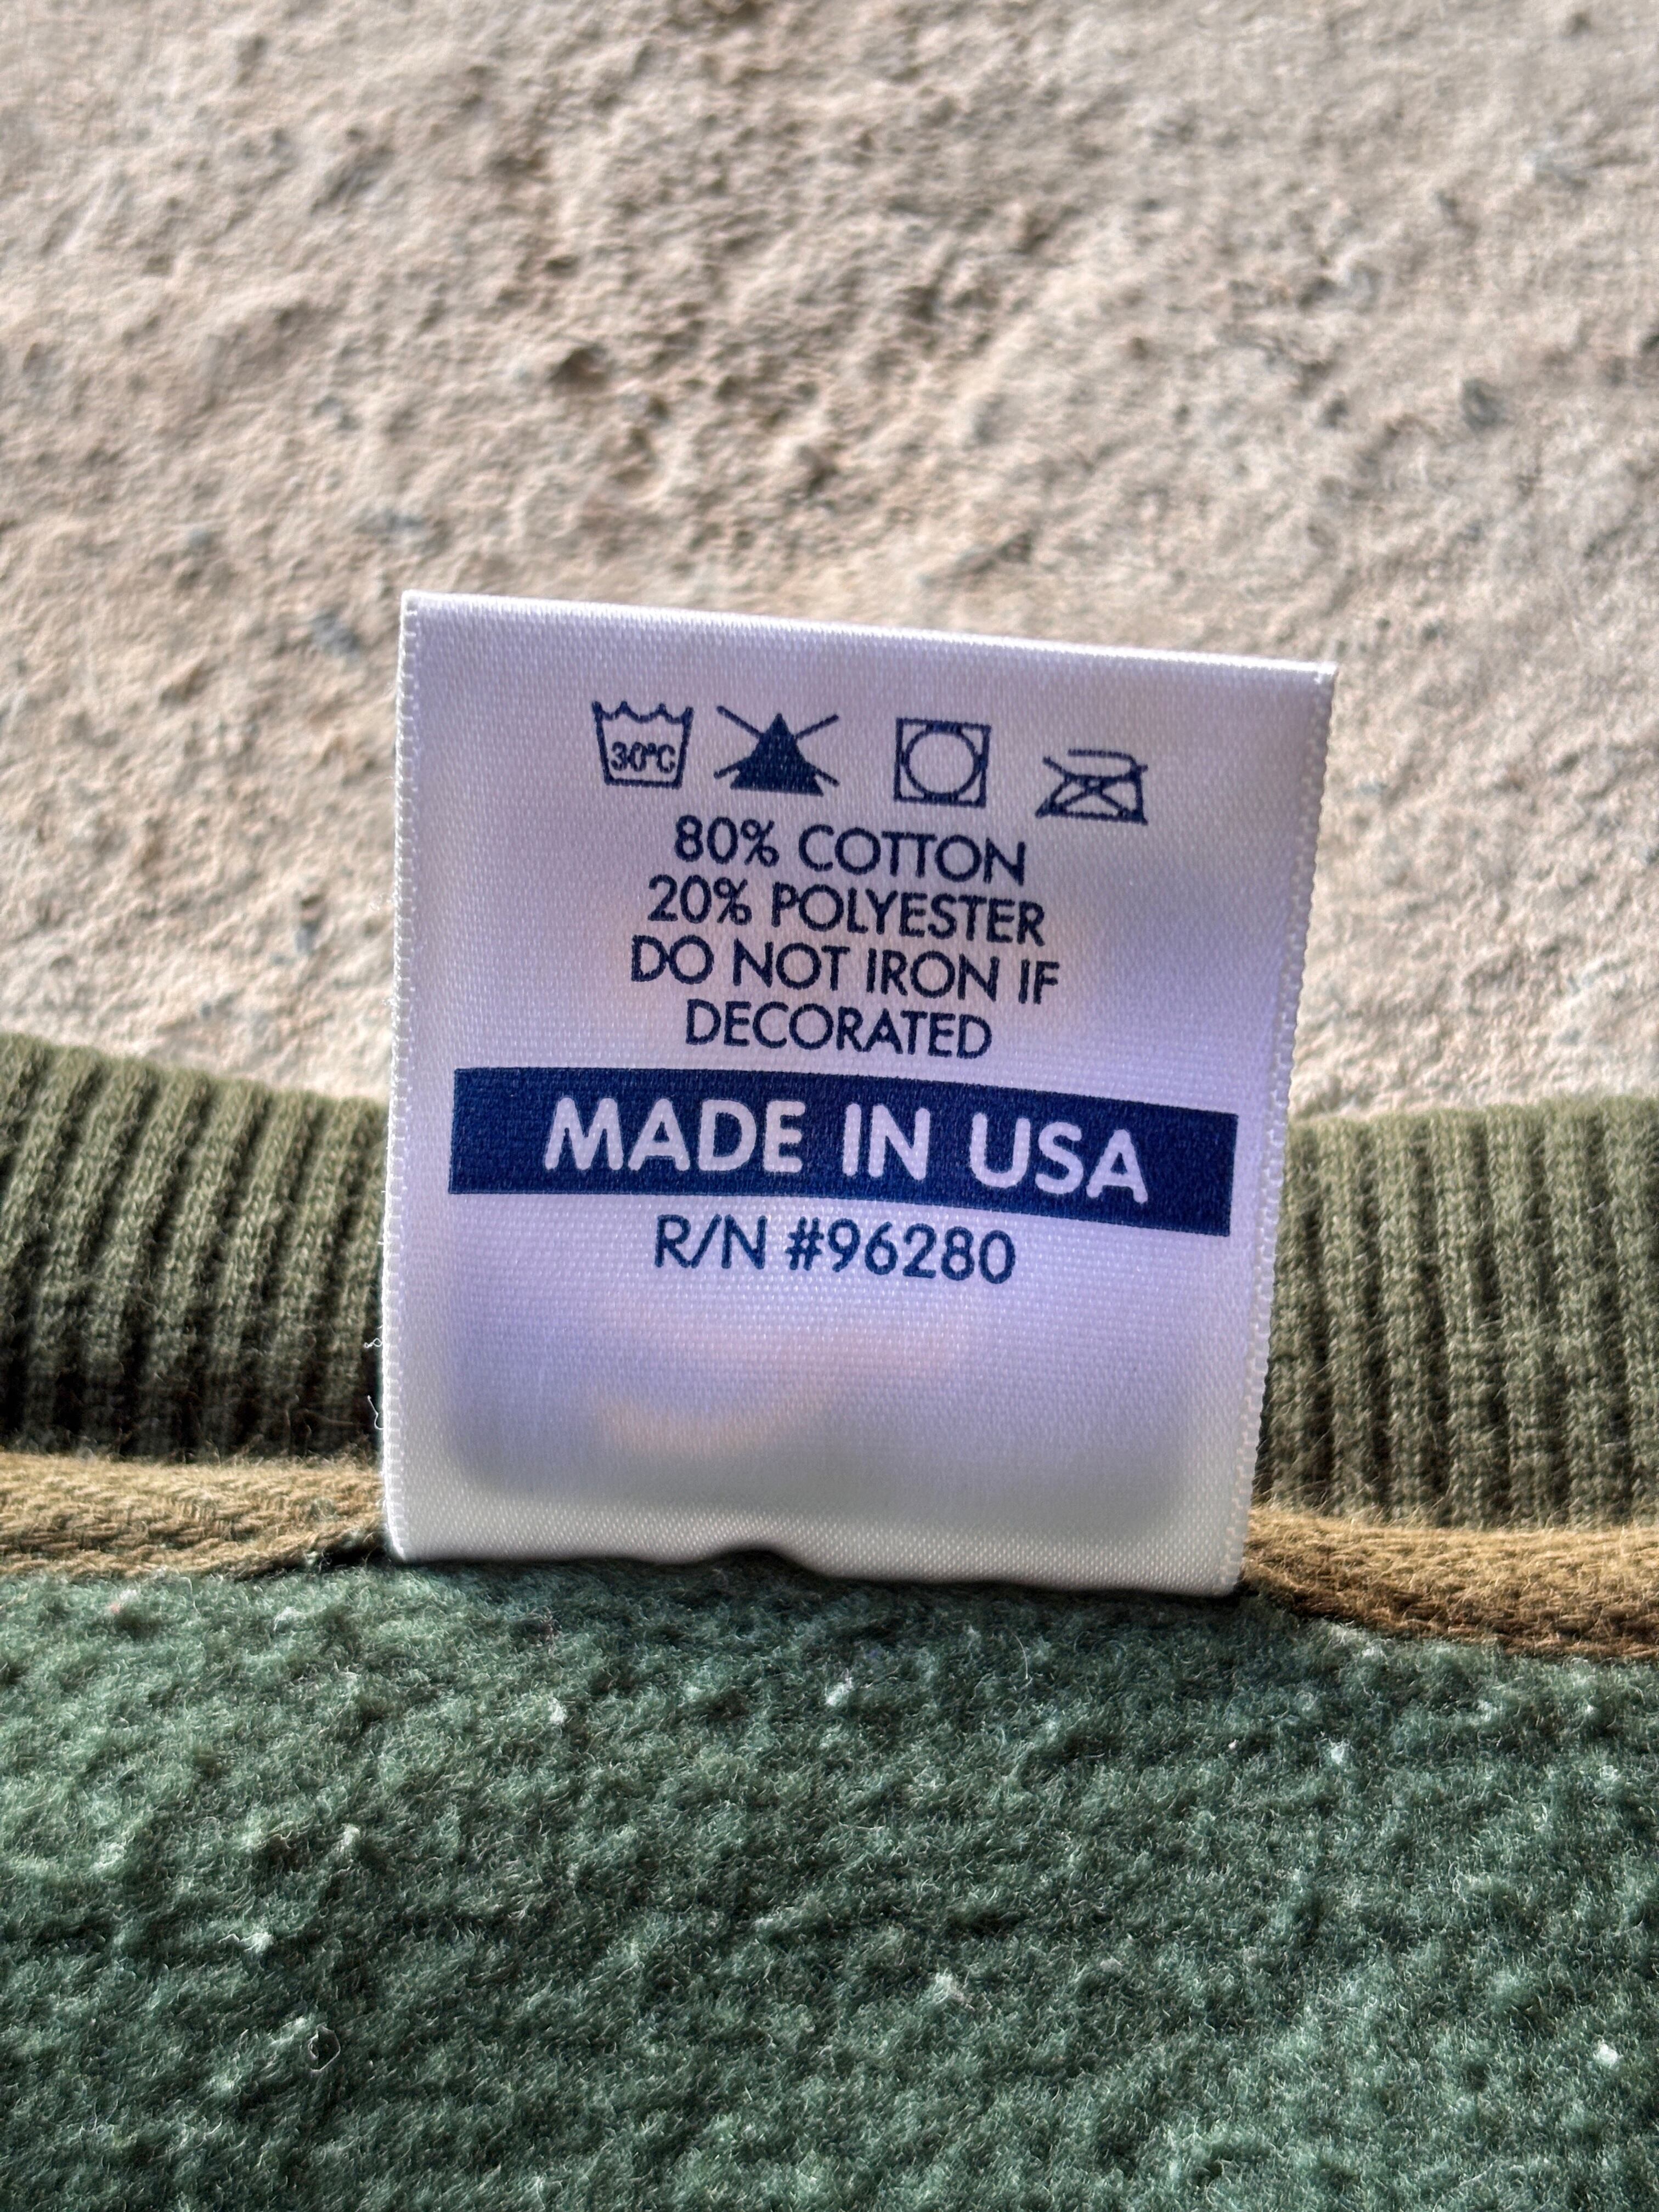 30°C
80% COTTON
20% POLYESTER
DO NOT IRON IF
DECORATED
MADE IN USA
R/N #96280